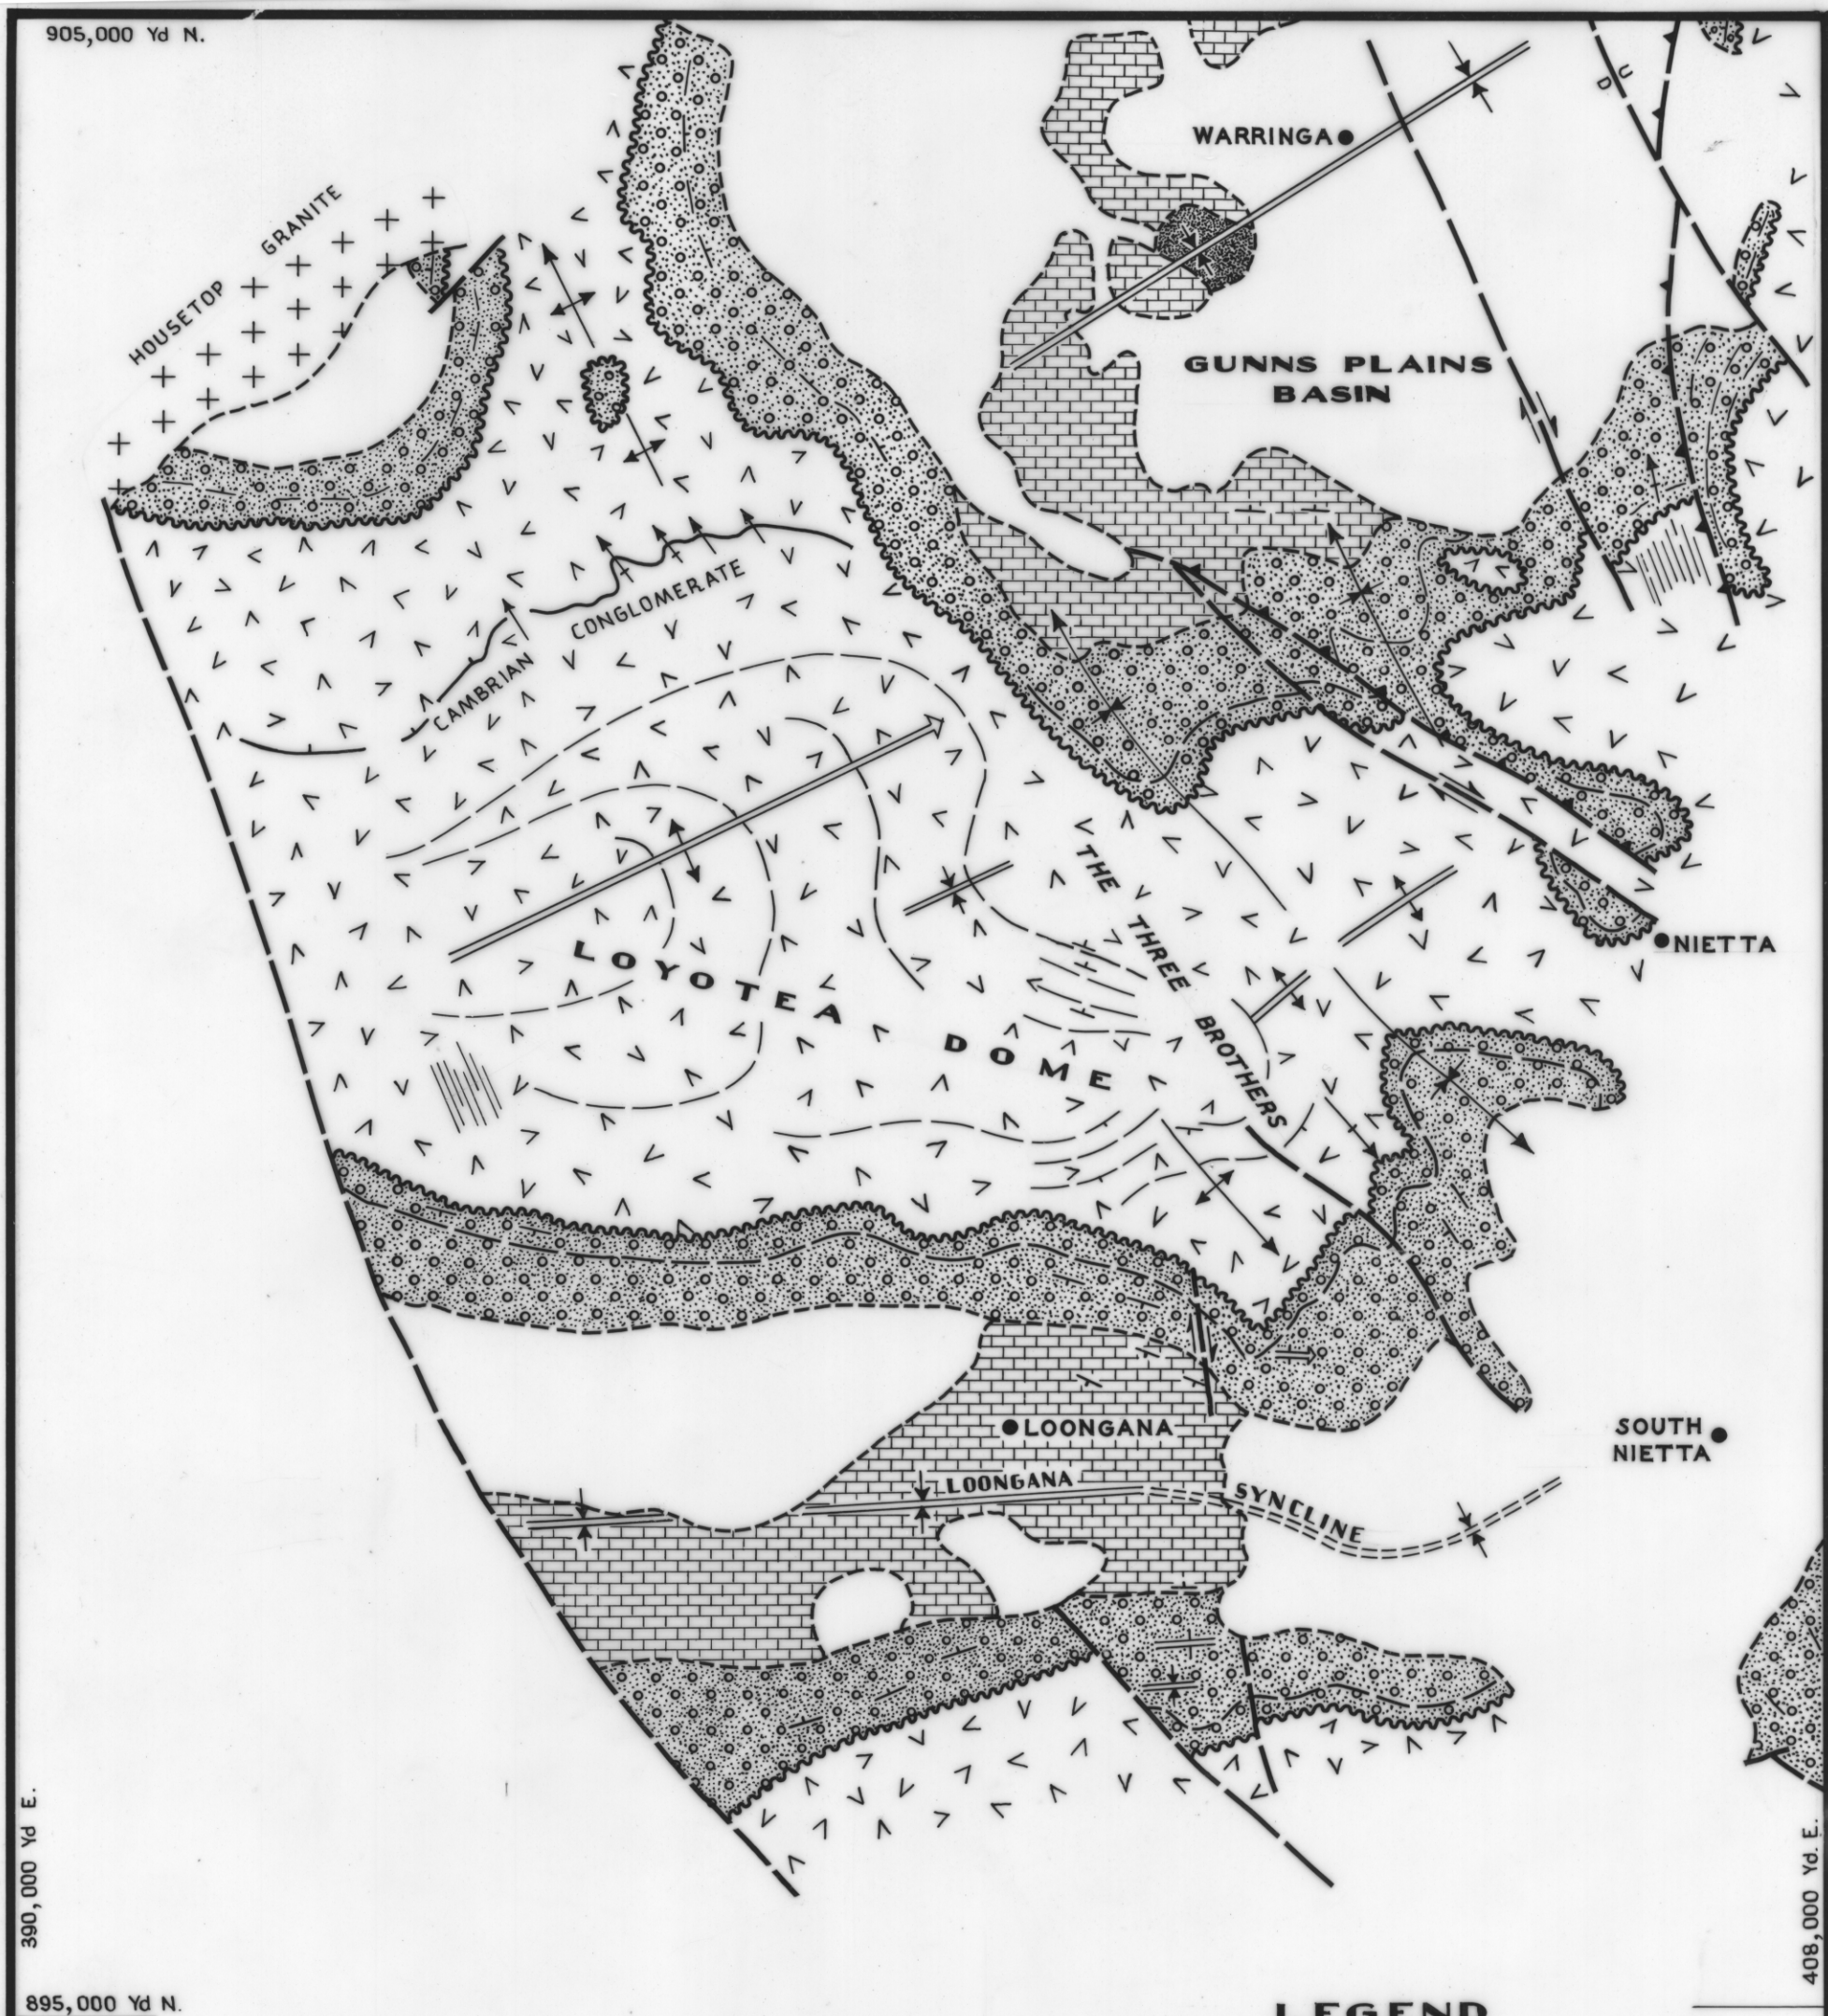 905,000 Yd N.
WARRINGA
D U
HOUSETOP GRANITE
GUNNS PLAINS
BASIN
CAMBRIAN CONGLOMERATE
THE THREE BROTHERS
NIETTA
LOYOTEA DOME
LOONGANA
SOUTH
NIETTA
LOONGANA SYNCLINE
390,000 Yd E.
408,000 Yd. E.
895,000 Yd N.
LEGEND